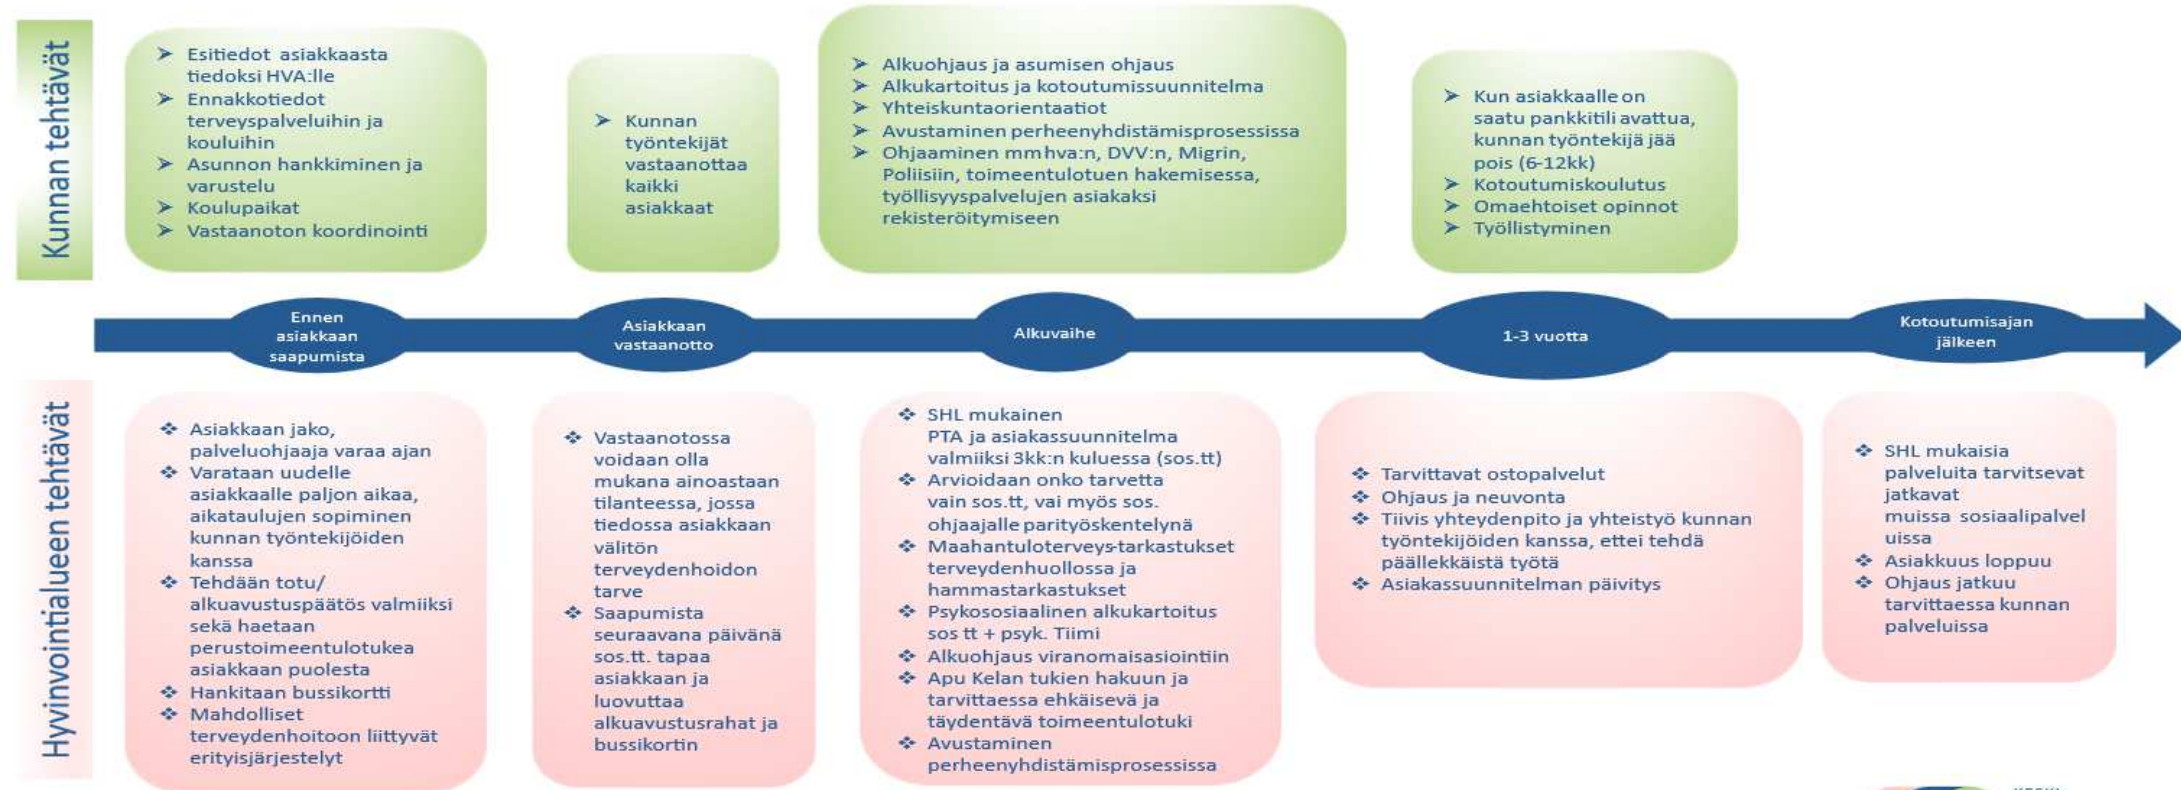 Kunnan tehtävät
➤ Esitiedot asiakkaasta
tiedoksi HVA:lle
➤ Ennakkotiedot
terveyspalveluihin ja
kouluihin
➤ Asunnon hankkiminen ja
varustelu
➤ Koulupaikat
➤ Vastaanoton koordinointi
➤ Kunnan
työntekijät
vastaanottaa
kaikki
asiakkaat
➤ Alkuohjaus ja asumisen ohjaus
➤ Alkukartoitus ja kotoutumissuunnitelma
➤ Yhteiskuntaorientaatiot
➤ Avustaminen perheenyhdistämisprosessissa
➤ Ohjaaminen mm hva:n, DVV:n, Migrin,
Poliisiin, toimeentulotuen hakemisessa,
työllisyyspalvelujen asiakaksi
rekisteröitymiseen
➤ Kun asiakkaalle on
saatu pankkitili avattua,
kunnan työntekijä jää
pois (6-12kk)
➤ Kotoutumiskoulutus
➤ Omaehtoiset opinnot
➤ Työllistyminen
Ennen
asiakkaan
saapumista
Asiakkaan
vastaanotto
Alkuvaihe
1-3 vuotta
Kotoutumisajan
jälkeen
Hyvinvointialueen tehtävät
❖ Asiakkaan jako,
palveluohjaaja varaa ajan
❖ Varataan uudelle
asiakkaalle paljon aikaa,
aikataulujen sopiminen
kunnan työntekijöiden
kanssa
❖ Tehdään totu/
alkuavustuspäätös valmiiksi
sekä haetaan
perustoimeentulotukea
asiakkaan puolesta
❖ Hankitaan bussikortti
❖ Mahdolliset
terveydenhoitoon liittyvät
erityisjärjestelyt
❖ Vastaanotossa
voidaan olla
mukana ainoastaan
tilanteessa, jossa
tiedossa asiakkaan
välitön
terveydenhoidon
tarve
❖ Saapumista
seuraavana päivänä
sos.tt. tapaa
asiakkaan ja
luovuttaa
alkuavustusrahat ja
bussikortin
❖ SHL mukainen
PTA ja asiakassuunnitelma
valmiiksi 3kk:n kuluessa (sos.tt)
❖ Arvioidaan onko tarvetta
vain sos.tt, vai myös sos.
ohjaajalle parityöskentelynä
❖ Maahantuloterveys-tarkastukset
terveydenhuollossa ja
hammastarkastukset
❖ Psykososiaalinen alkukartoitus
sos tt + psyk. Tiimi
❖ Alkuohjaus viranomaisasiointiin
❖ Apu Kelan tukien hakuun ja
tarvittaessa ehkäisevä ja
täydentävä toimeentulotuki
❖ Avustaminen
perheenyhdistämisprosessissa
❖ Tarvittavat ostopalvelut
❖ Ohjaus ja neuvonta
❖ Tiivis yhteydenpito ja yhteistyö kunnan
työntekijöiden kanssa, ettei tehdä
päällekkäistä työtä
❖ Asiakassuunnitelman päivitys
❖ SHL mukaisia
palveluita tarvitsevat
jatkavat
muissa sosiaalipalvel
uissa
❖ Asiakkuus loppuu
❖ Ohjaus jatkuu
tarvittaessa kunnan
palveluissa